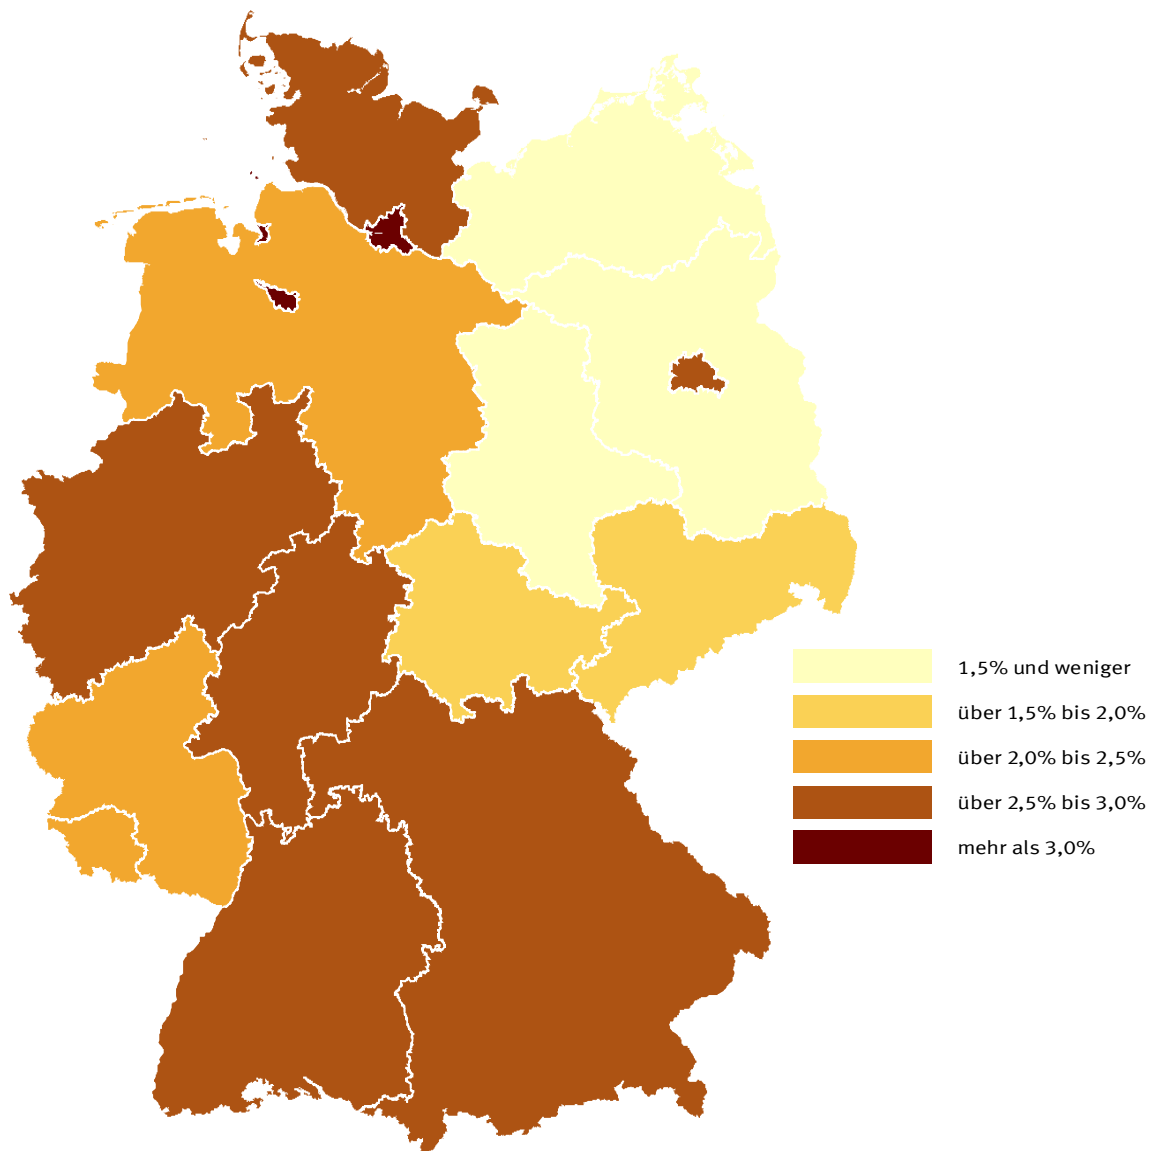 1,5% und weniger
über 1,5% bis 2,0%
über 2,0% bis 2,5%
über 2,5% bis 3,0%
mehr als 3,0%